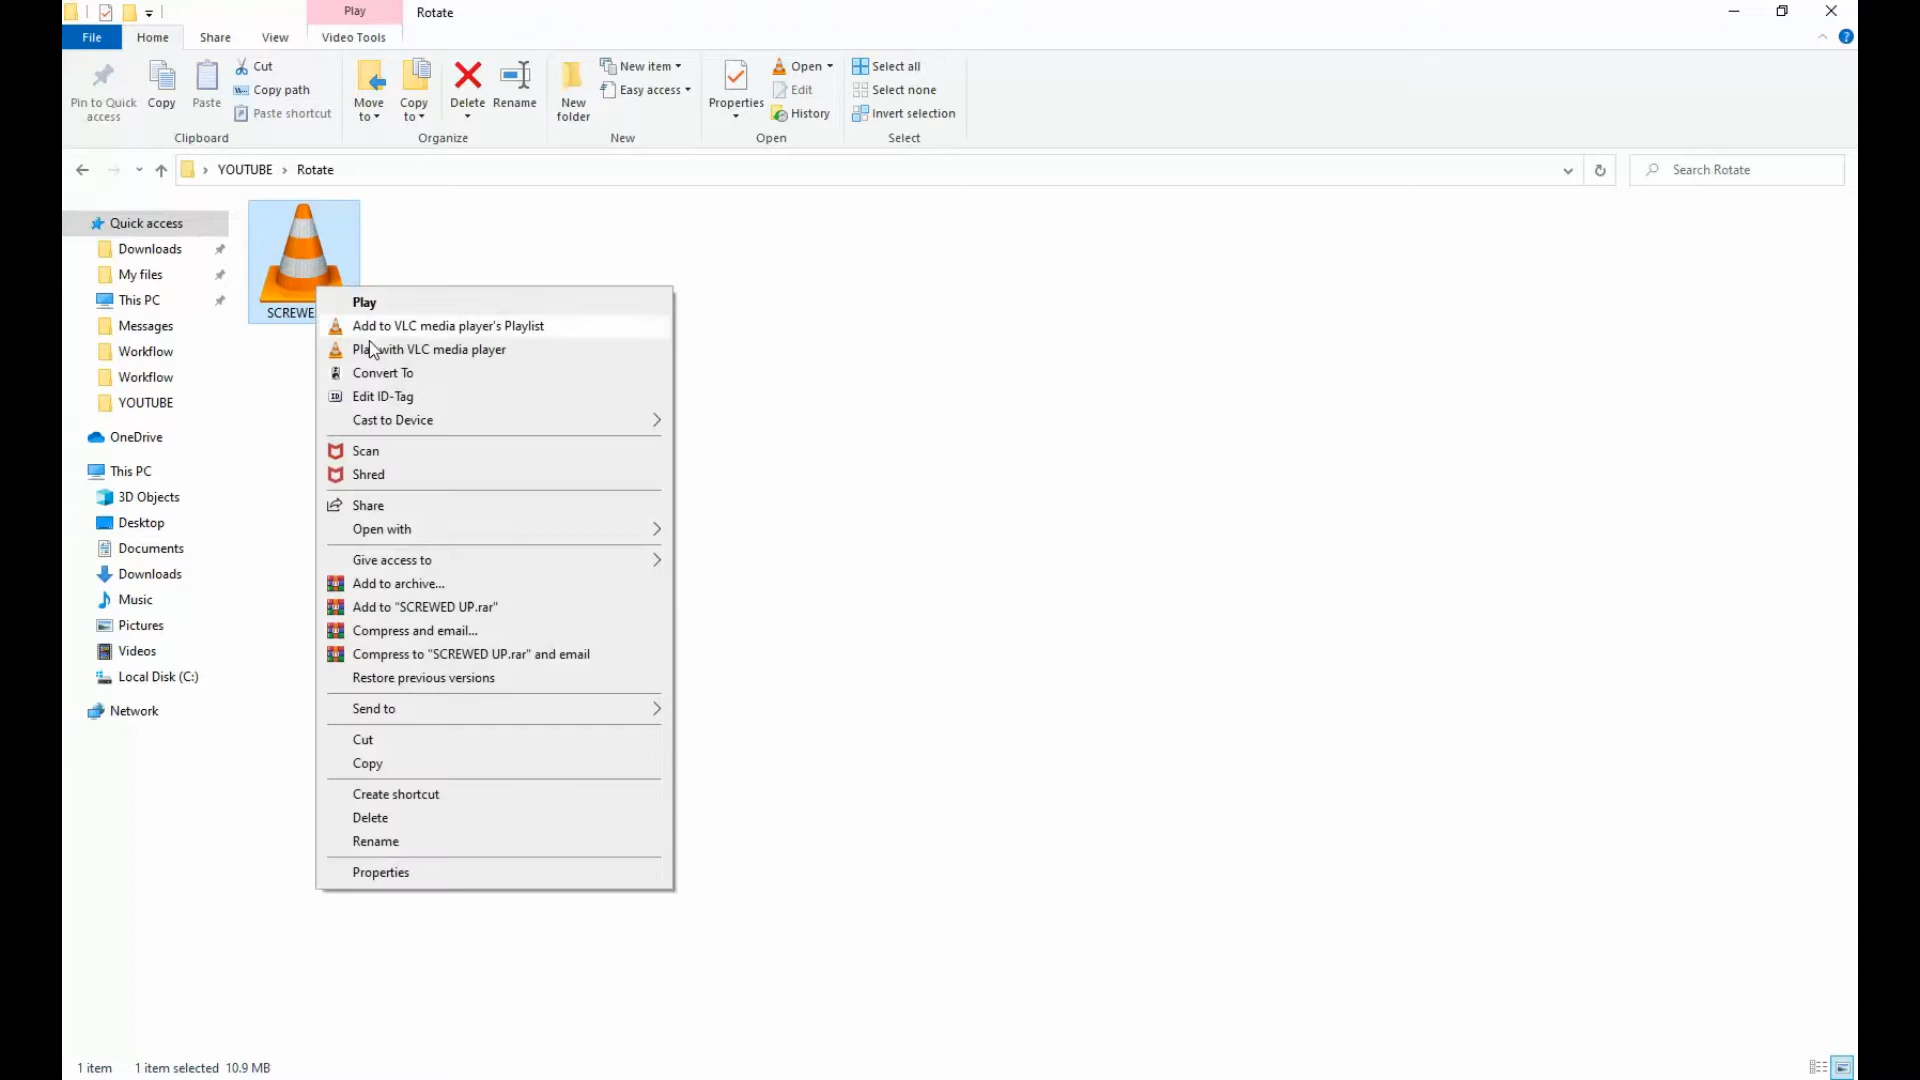 Play
Rotate
File
Home
Share
View
Video Tools
Pin to Quick access
Copy
Paste
Cut
Copy path
Paste shortcut
Clipboard
Move to
Copy to
Delete
Rename
Organize
New folder
New item
Easy access
New
Properties
Open
Edit
History
Open
Select all
Select none
Invert selection
Select
YOUTUBE
Rotate
Search Rotate
Quick access
Downloads
My files
This PC
Messages
Workflow
Workflow
YOUTUBE
OneDrive
This PC
3D Objects
Desktop
Documents
Downloads
Music
Pictures
Videos
Local Disk (C:)
Network
Play
Add to VLC media player's Playlist
with VLC media player
Convert To
Edit ID-Tag
Cast to Device
Scan
Shred
Share
Open with
Give access to
Add to archive...
Add to "SCREWED UP.rar"
Compress and email...
Compress to "SCREWED UP.rar" and email
Restore previous versions
Send to
Cut
Copy
Create shortcut
Delete
Rename
Properties
1 item
1 item selected 10.9 MB